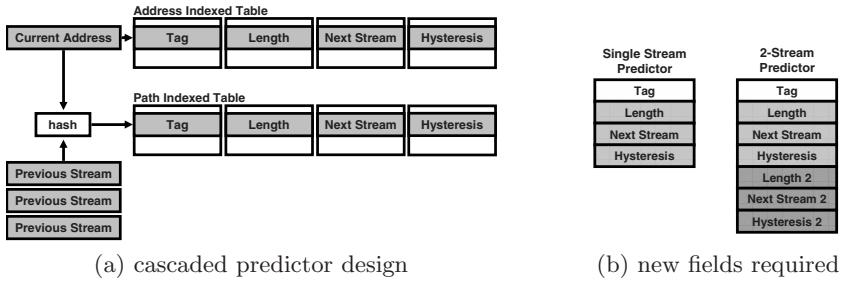 Address Indexed Table
Current Address
Tag
Length
Next Stream
Hysteresis
Path Indexed Table
hash
Tag
Length
Next Stream
Hysteresis
Previous Stream
Previous Stream
Previous Stream
(a) cascaded predictor design
Single Stream
Predictor
Tag
Length
Next Stream
Hysteresis
2-Stream
Predictor
Tag
Length
Next Stream
Hysteresis
Length 2
Next Stream 2
Hysteresis 2
(b) new fields required